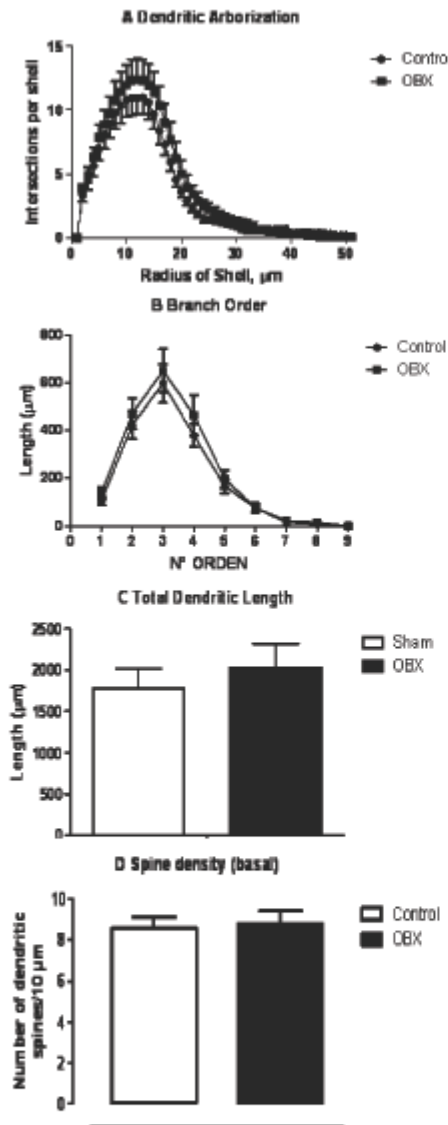 A Dendritic Arborization
Intersections per shell
15
10
5
0
0 10 20 30 40 50
Radius of Shell, µm
Contro
OBX
B Branch Order
Length (µm)
800
600
400
200
0
0 1 2 3 4 5 6 7 8 9
N° ORDEN
Control
OBX
C Total Dendritic Length
Length (µm)
2500
2000
1500
1000
500
0
Sham
OBX
D Spine density (basal)
Number of dendritic
spines/10 µm
10
8
6
4
2
0
Control
OBX